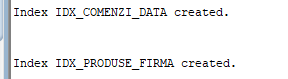 Index IDX_COMENZI_DATA created.
Index IDX_PRODUSE_FIRMA created.